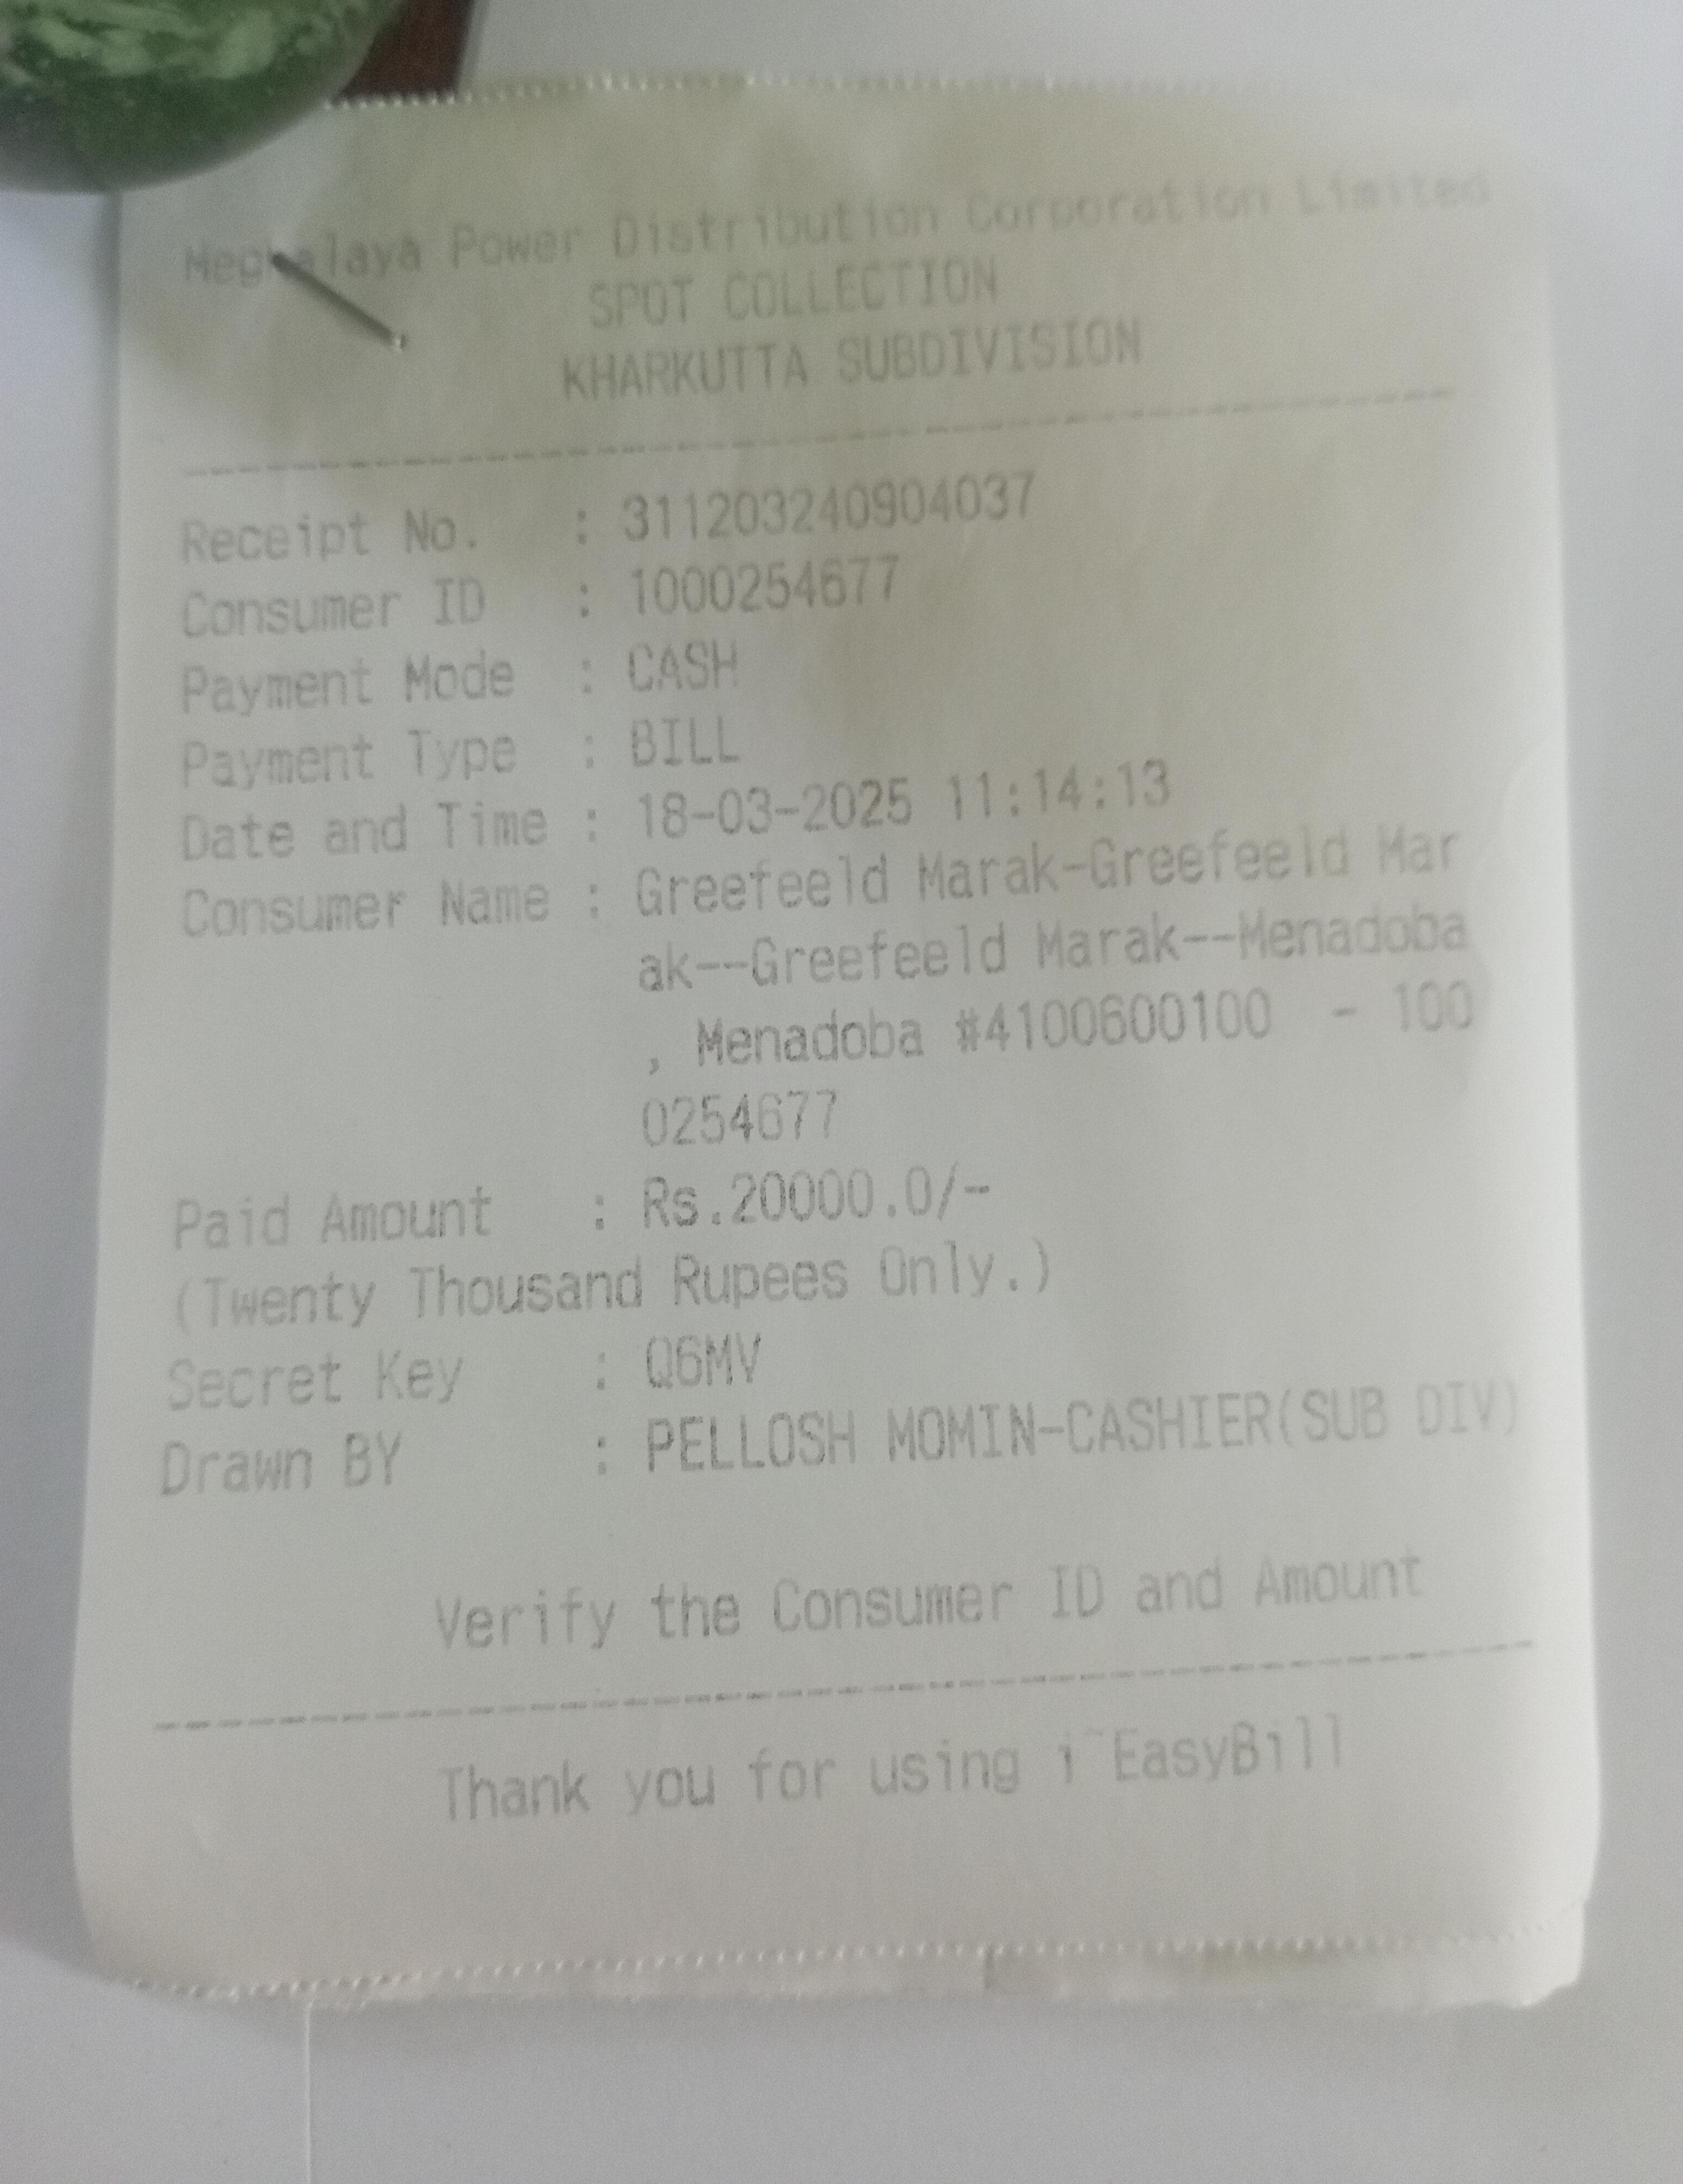 Meghalaya Power Distribution Corporation Limited
SPOT COLLECTION
KHARKUTTA SUBDIVISION
Receipt No. : 311203240904037
Consumer ID : 1000254677
Payment Mode : CASH
Payment Type : BILL
Date and Time : 18-03-2025 11:14:13
Consumer Name : Greefeeld Marak-Greefeeld Mar
ak--Greefeeld Marak--Menadoba
, Menadoba #4100600100 - 100
0254677
Paid Amount : Rs.20000.0/-
(Twenty Thousand Rupees Only.)
Secret Key : Q6MV
Drawn BY : PELLOSH MOMIN-CASHIER(SUB DIV)
Verify the Consumer ID and Amount
Thank you for using i~EasyBill